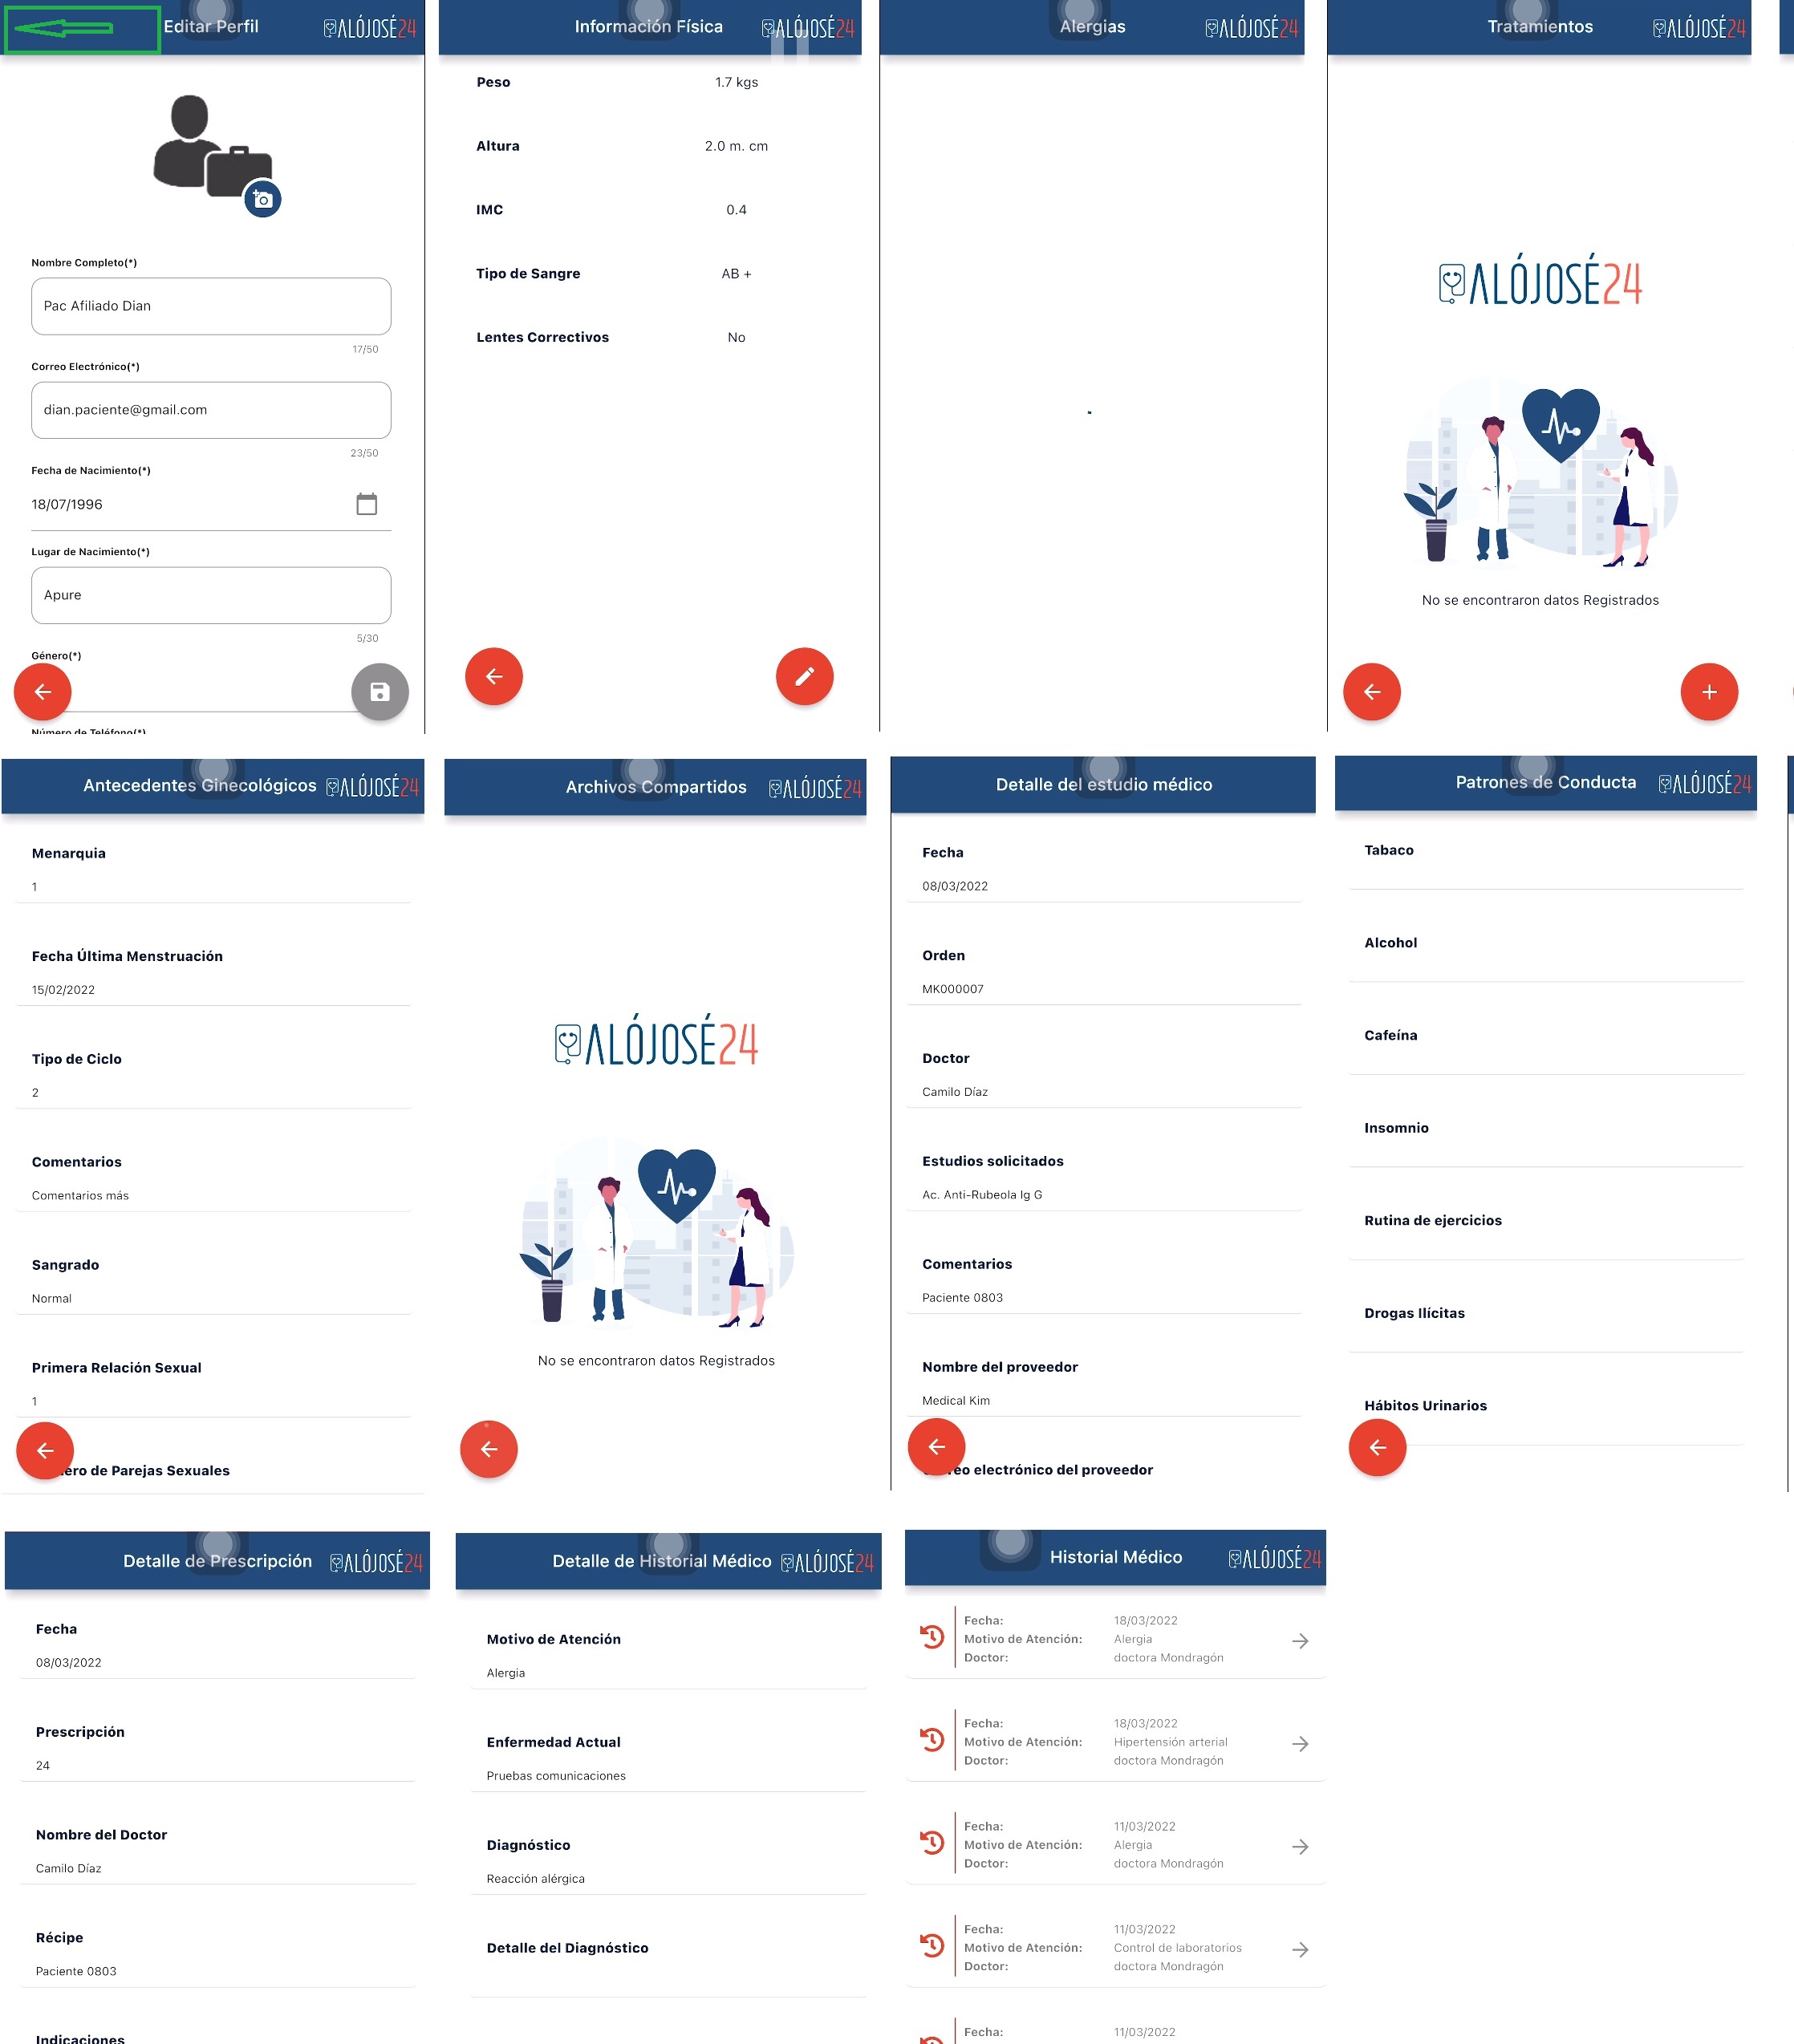 Editar Perfil
ALÓJOSÉ24
Nombre Completo(*)
Pac Afiliado Dian
17/50
Correo Electrónico(*)
dian.paciente@gmail.com
23/50
Fecha de Nacimiento(*)
18/07/1996
Lugar de Nacimiento(*)
Apure
5/30
Género(*)
Número de Teléfono(*)
Información Física
ALÓJOSÉ24
Peso 1.7 kgs
Altura 2.0 m. cm
IMC 0.4
Tipo de Sangre AB +
Lentes Correctivos No
Alergias
ALÓJOSÉ24
Tratamientos
ALÓJOSÉ24
ALÓJOSÉ24
No se encontraron datos Registrados
Antecedentes Ginecológicos
ALÓJOSÉ24
Menarquia
1
Fecha Última Menstruación
15/02/2022
Tipo de Ciclo
2
Comentarios
Comentarios más
Sangrado
Normal
Primera Relación Sexual
1
ero de Parejas Sexuales
Archivos Compartidos
ALÓJOSÉ24
ALÓJOSÉ24
No se encontraron datos Registrados
Detalle del estudio médico
Fecha
08/03/2022
Orden
MK000007
Doctor
Camilo Díaz
Estudios solicitados
Ac. Anti-Rubeola Ig G
Comentarios
Paciente 0803
Nombre del proveedor
Medical Kim
eo electrónico del proveedor
Patrones de Conducta
ALÓJOSÉ24
Tabaco
Alcohol
Cafeína
Insomnio
Rutina de ejercicios
Drogas Ilícitas
Hábitos Urinarios
Detalle de Prescripción
ALÓJOSÉ24
Fecha
08/03/2022
Prescripción
24
Nombre del Doctor
Camilo Díaz
Récipe
Paciente 0803
Indicaciones
Detalle de Historial Médico
ALÓJOSÉ24
Motivo de Atención
Alergia
Enfermedad Actual
Pruebas comunicaciones
Diagnóstico
Reacción alérgica
Detalle del Diagnóstico
Historial Médico
ALÓJOSÉ24
Fecha: 18/03/2022
Motivo de Atención: Alergia
Doctor: doctora Mondragón
Fecha: 18/03/2022
Motivo de Atención: Hipertensión arterial
Doctor: doctora Mondragón
Fecha: 11/03/2022
Motivo de Atención: Alergia
Doctor: doctora Mondragón
Fecha: 11/03/2022
Motivo de Atención: Control de laboratorios
Doctor: doctora Mondragón
Fecha: 11/03/2022